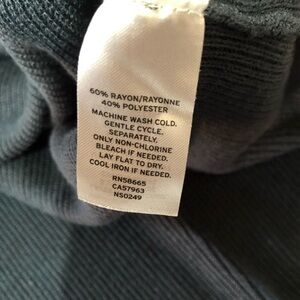 60% RAYON/RAYONNE
40% POLYESTER
MACHINE WASH COLD.
GENTLE CYCLE.
SEPARATELY.
ONLY NON-CHLORINE
BLEACH IF NEEDED.
LAY FLAT TO DRY.
COOL IRON IF NEEDED.
RN58665
CA57963
NS0249